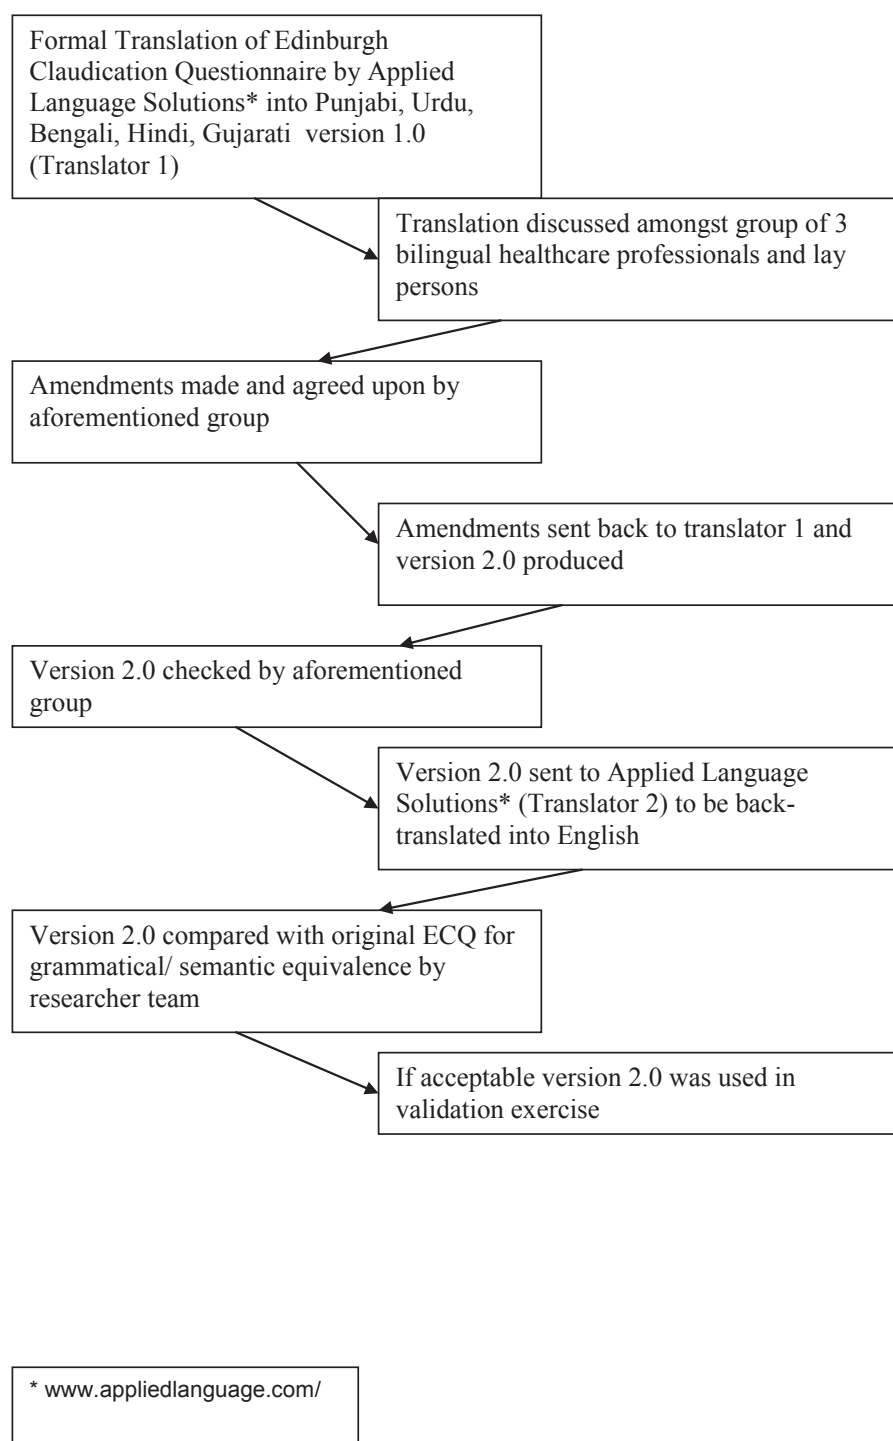 Formal Translation of Edinburgh
Claudication Questionnaire by Applied
Language Solutions* into Punjabi, Urdu,
Bengali, Hindi, Gujarati  version 1.0
(Translator 1)
Translation discussed amongst group of 3
bilingual healthcare professionals and lay
persons
Amendments made and agreed upon by
aforementioned group
Amendments sent back to translator 1 and
version 2.0 produced
Version 2.0 checked by aforementioned
group
Version 2.0 sent to Applied Language
Solutions* (Translator 2) to be back-
translated into English
Version 2.0 compared with original ECQ for
grammatical/ semantic equivalence by
researcher team
If acceptable version 2.0 was used in
validation exercise
* www.appliedlanguage.com/